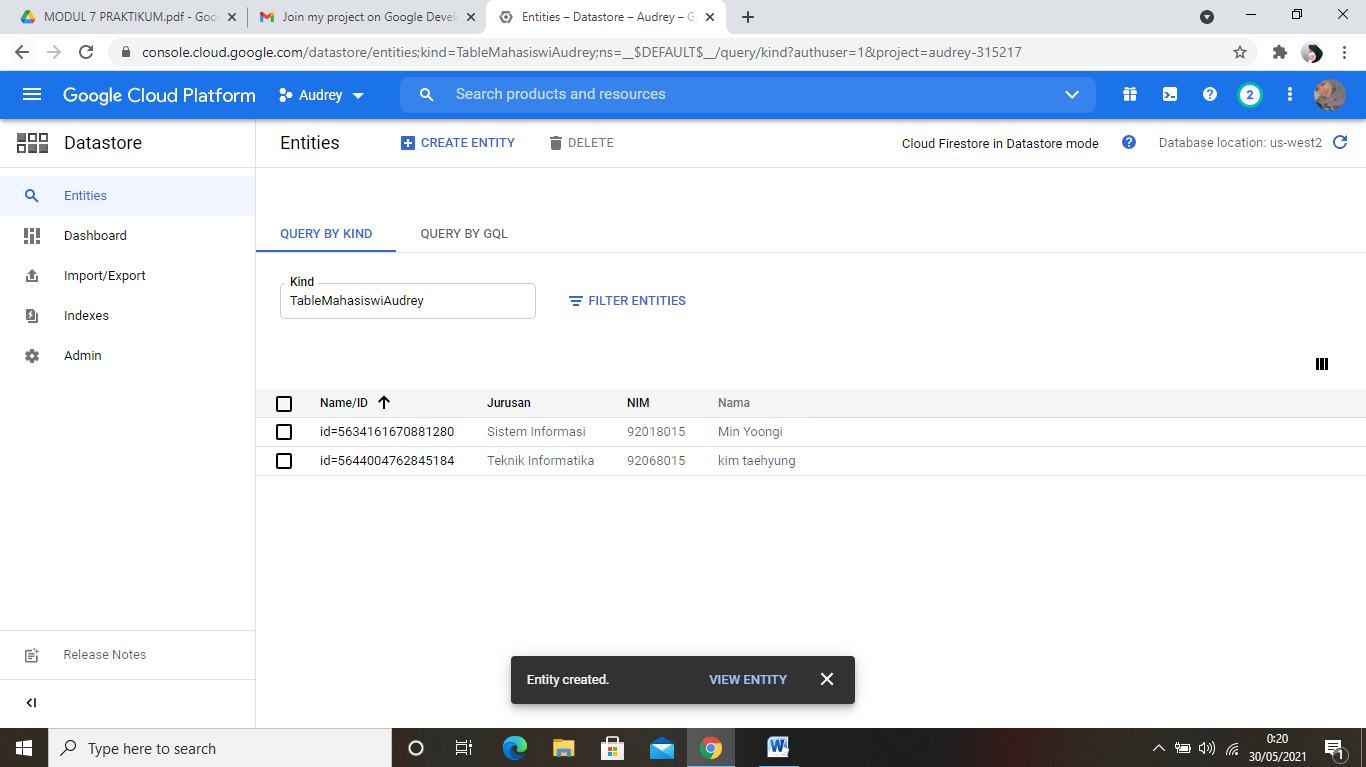 MODUL 7 PRAKTIKUM.pdf - Goo
Join my project on Google Devel
Entities – Datastore – Audrey – G
console.cloud.google.com/datastore/entities;kind=TableMahasiswiAudrey;ns=__$DEFAULT$__/query/kind?authuser=1&project=audrey-315217
Google Cloud Platform
Audrey
Search products and resources
2
Datastore
Entities
CREATE ENTITY
DELETE
Cloud Firestore in Datastore mode
Database location: us-west2
Entities
Dashboard
Import/Export
Indexes
Admin
QUERY BY KIND
QUERY BY GQL
Kind
TableMahasiswiAudrey
FILTER ENTITIES
Name/ID Jurusan NIM Nama
id=5634161670881280 Sistem Informasi 92018015 Min Yoongi
id=5644004762845184 Teknik Informatika 92068015 kim taehyung
Release Notes
Entity created.
VIEW ENTITY
Type here to search
0:20
30/05/2021
1